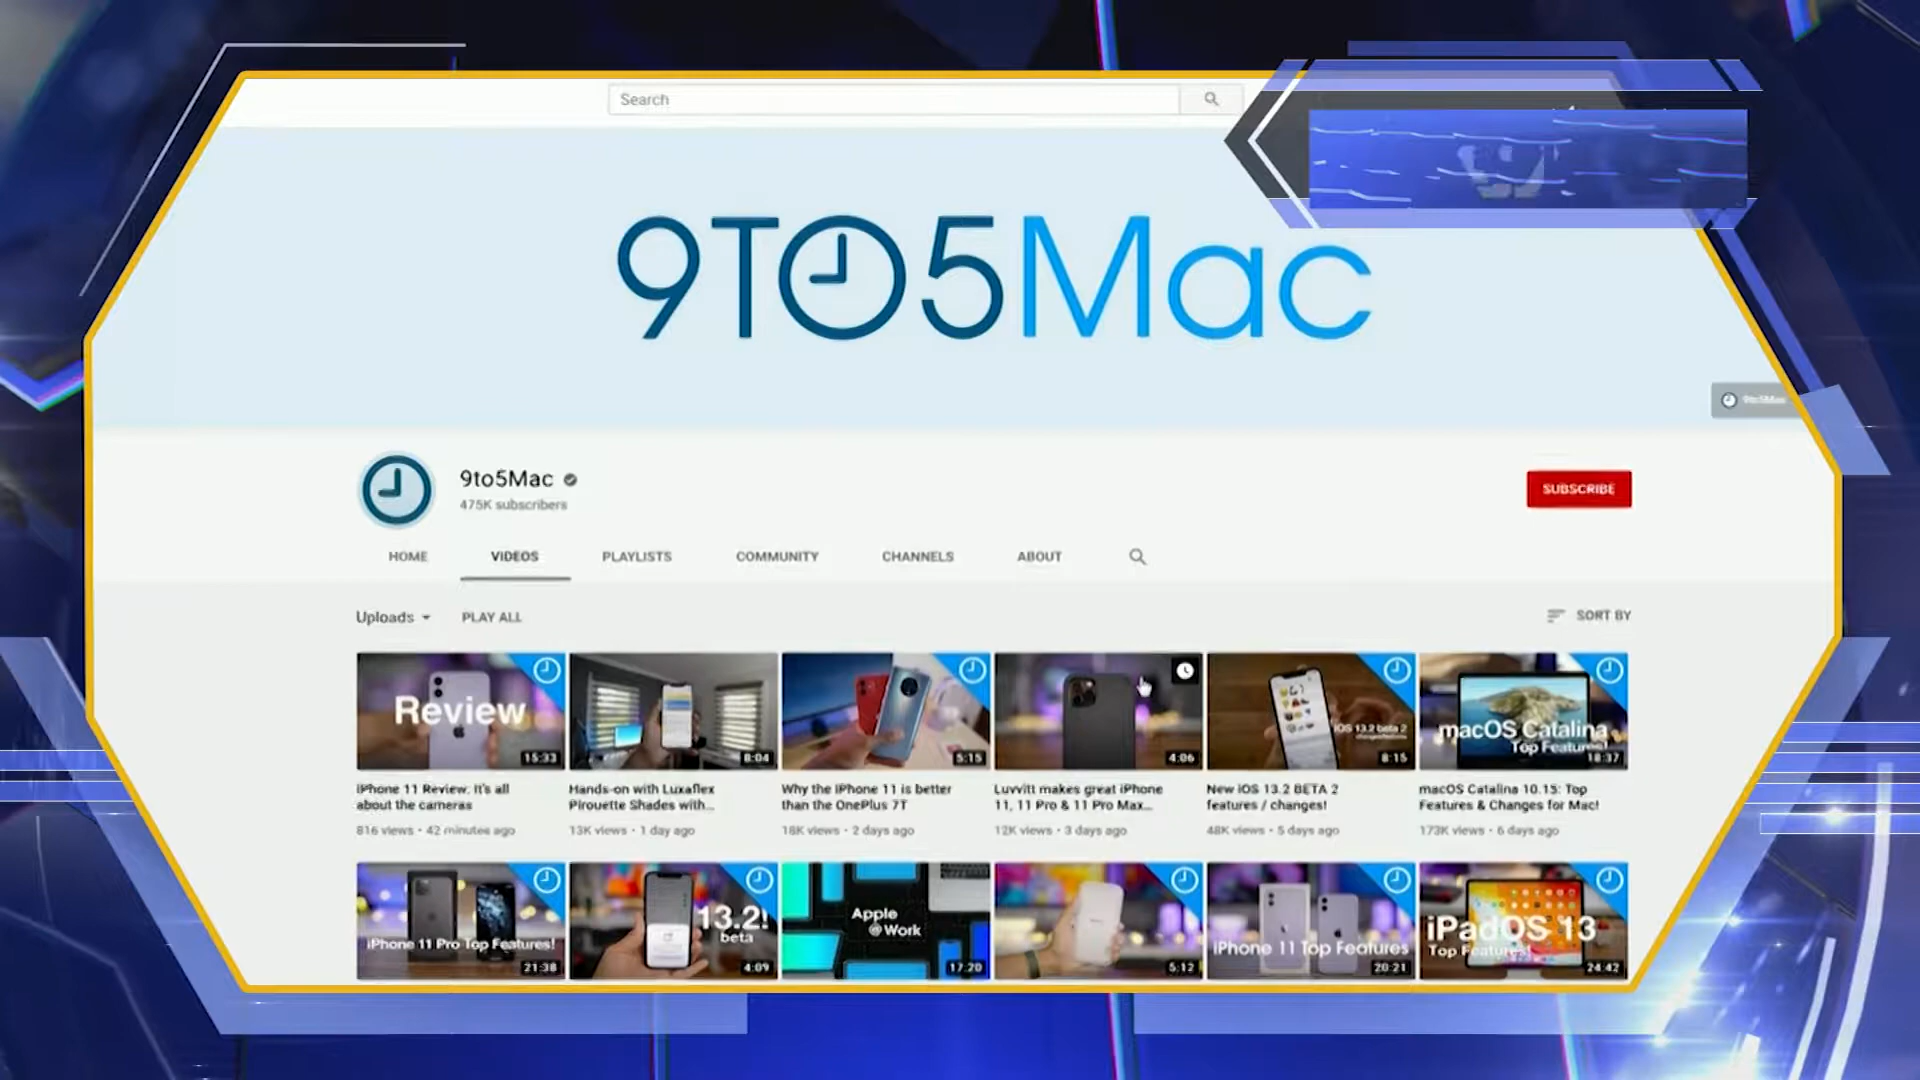 Search
9TO5Mac
9to5Mac
9to5Mac
475K subscribers
SUBSCRIBE
HOME VIDEOS PLAYLISTS COMMUNITY CHANNELS ABOUT
Uploads PLAY ALL SORT BY
Review
15:33
8:04
5:15
4:06
iOS 13.2 beta 2
8:15
macOS Catalina
Top Features!
18:37
iPhone 11 Review: It's all
about the cameras
816 views • 42 minutes ago
Hands-on with Luxaflex
Pirouette Shades with...
13K views • 1 day ago
Why the iPhone 11 is better
than the OnePlus 7T
18K views • 2 days ago
Luvvitt makes great iPhone
11, 11 Pro & 11 Pro Max...
12K views • 3 days ago
New iOS 13.2 BETA 2
features / changes!
48K views • 5 days ago
macOS Catalina 10.15: Top
Features & Changes for Mac!
173K views • 6 days ago
iPhone 11 Pro Top Features!
21:38
13.2!
beta
4:09
Apple
@Work
17:20
5:12
iPhone 11 Top Features
20:21
iPadOS 13
Top Features!
24:42